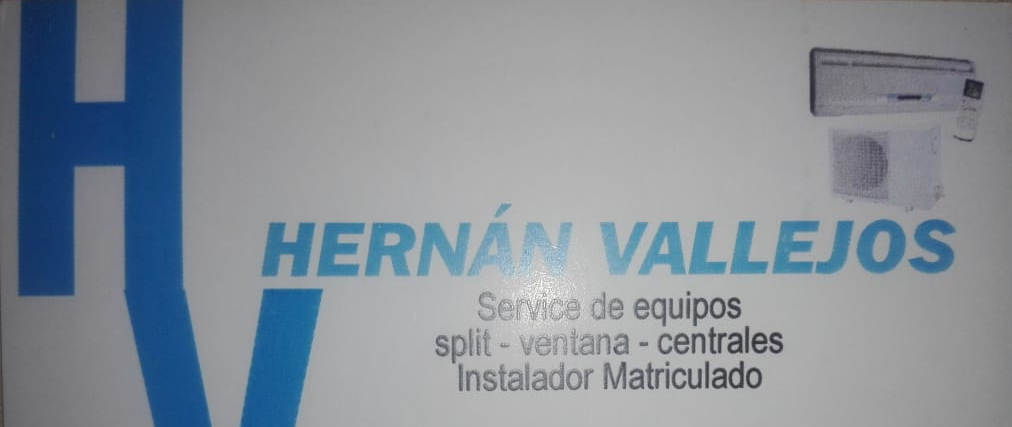 HV
HERNÁN VALLEJOS
Service de equipos
split - ventana - centrales
Instalador Matriculado